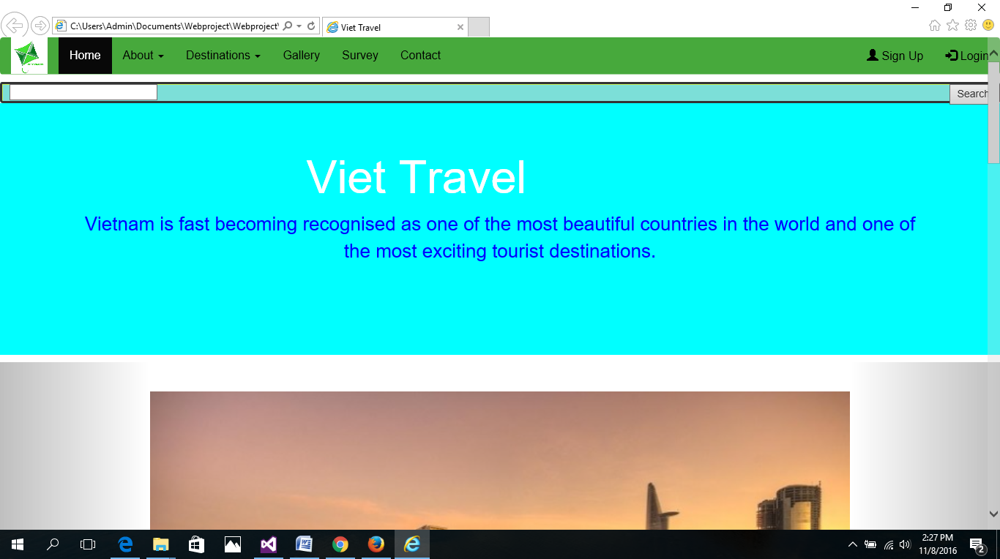 C:\Users\Admin\Documents\Webproject\Webproject\
Viet Travel
Home About Destinations Gallery Survey Contact Sign Up Login
Search
Viet Travel
Vietnam is fast becoming recognised as one of the most beautiful countries in the world and one of
the most exciting tourist destinations.
2:27 PM
11/8/2016
2